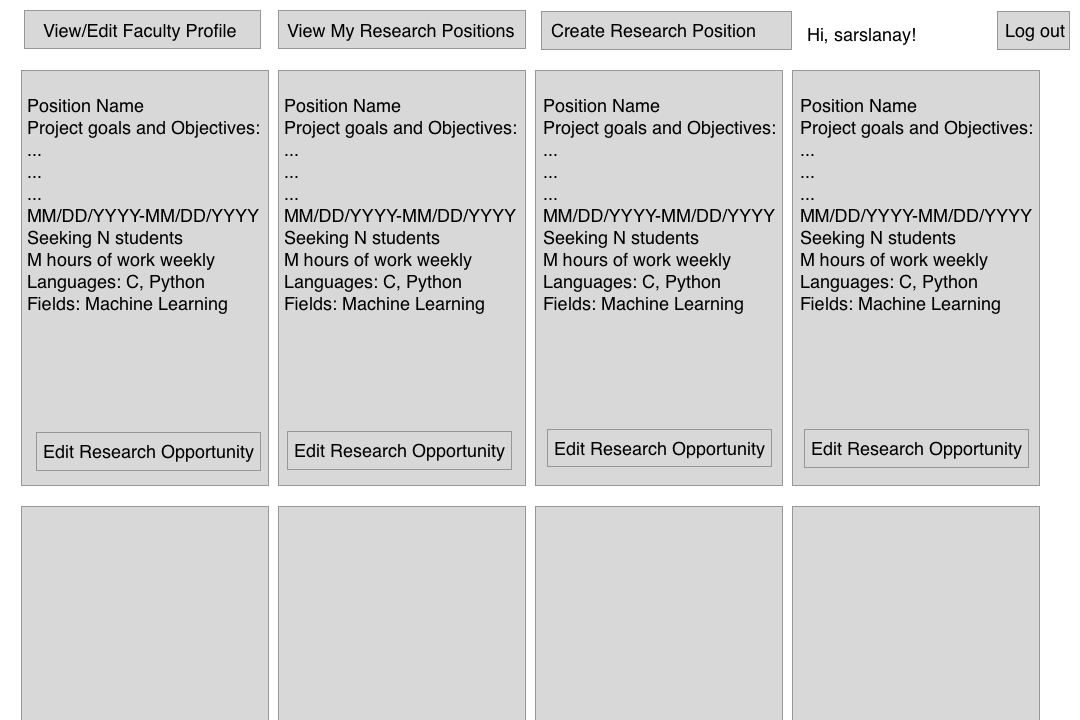 View/Edit Faculty Profile
View My Research Positions
Create Research Position
Hi, sarslanay!
Log out
Position Name
Project goals and Objectives:
...
...
...
MM/DD/YYYY-MM/DD/YYYY
Seeking N students
M hours of work weekly
Languages: C, Python
Fields: Machine Learning
Edit Research Opportunity
Position Name
Project goals and Objectives:
...
...
...
MM/DD/YYYY-MM/DD/YYYY
Seeking N students
M hours of work weekly
Languages: C, Python
Fields: Machine Learning
Edit Research Opportunity
Position Name
Project goals and Objectives:
...
...
...
MM/DD/YYYY-MM/DD/YYYY
Seeking N students
M hours of work weekly
Languages: C, Python
Fields: Machine Learning
Edit Research Opportunity
Position Name
Project goals and Objectives:
...
...
...
MM/DD/YYYY-MM/DD/YYYY
Seeking N students
M hours of work weekly
Languages: C, Python
Fields: Machine Learning
Edit Research Opportunity